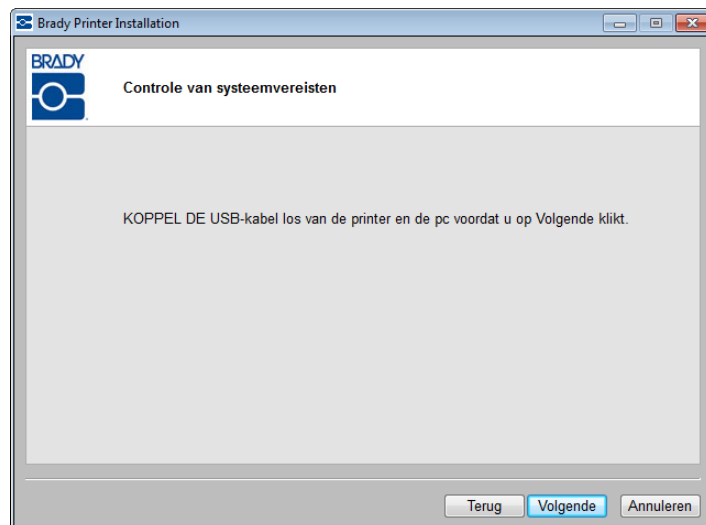 Brady Printer Installation
BRADY
Controle van systeemvereisten
KOPPEL DE USB-kabel los van de printer en de pc voordat u op Volgende klikt.
Terug
Volgende
Annuleren